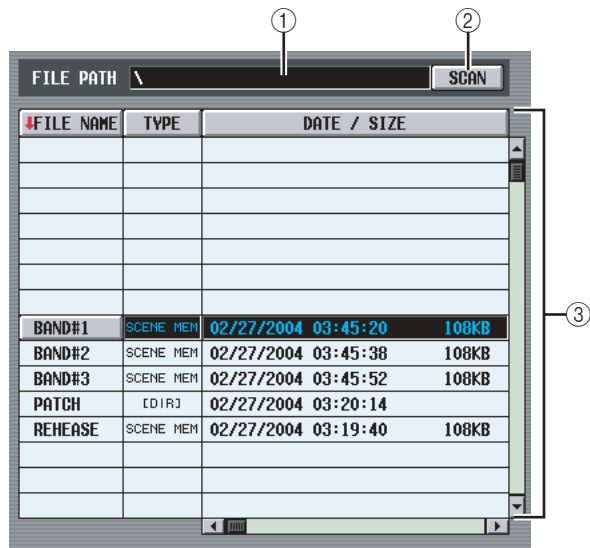 ① ②
FILE PATH \ SCAN
FILE NAME TYPE DATE / SIZE
BAND#1 SCENE MEM 02/27/2004 03:45:20 108KB
③
BAND#2 SCENE MEM 02/27/2004 03:45:38 108KB
BAND#3 SCENE MEM 02/27/2004 03:45:52 108KB
PATCH [DIR] 02/27/2004 03:20:14
REHEASE SCENE MEM 02/27/2004 03:19:40 108KB